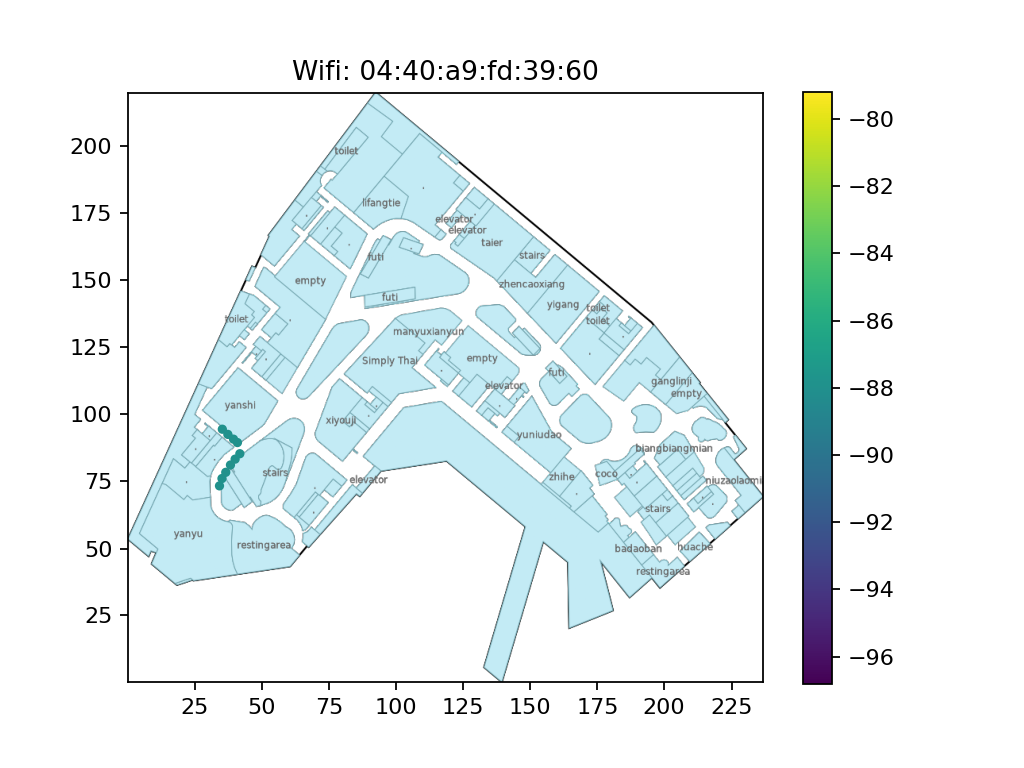 Wifi: 04:40:a9:fd:39:60
200
175
150
125
100
75
50
25
25
50
75
100
125
150
175
200
225
−80
−82
−84
−86
−88
−90
−92
−94
−96
toilet
lifangtie
elevator
elevator
taier
stairs
futi
empty
zhencaoxiang
futi
yigang
toilet
toilet
toilet
manyuxianyun
Simply Thai
empty
futi
ganglinji
elevator
empty
yanshi
xiyouji
yuniudao
biangbiangmian
stairs
elevator
zhihe
coco
niuzaolaomi
stairs
yanyu
restingarea
badaoban
huache
restingarea